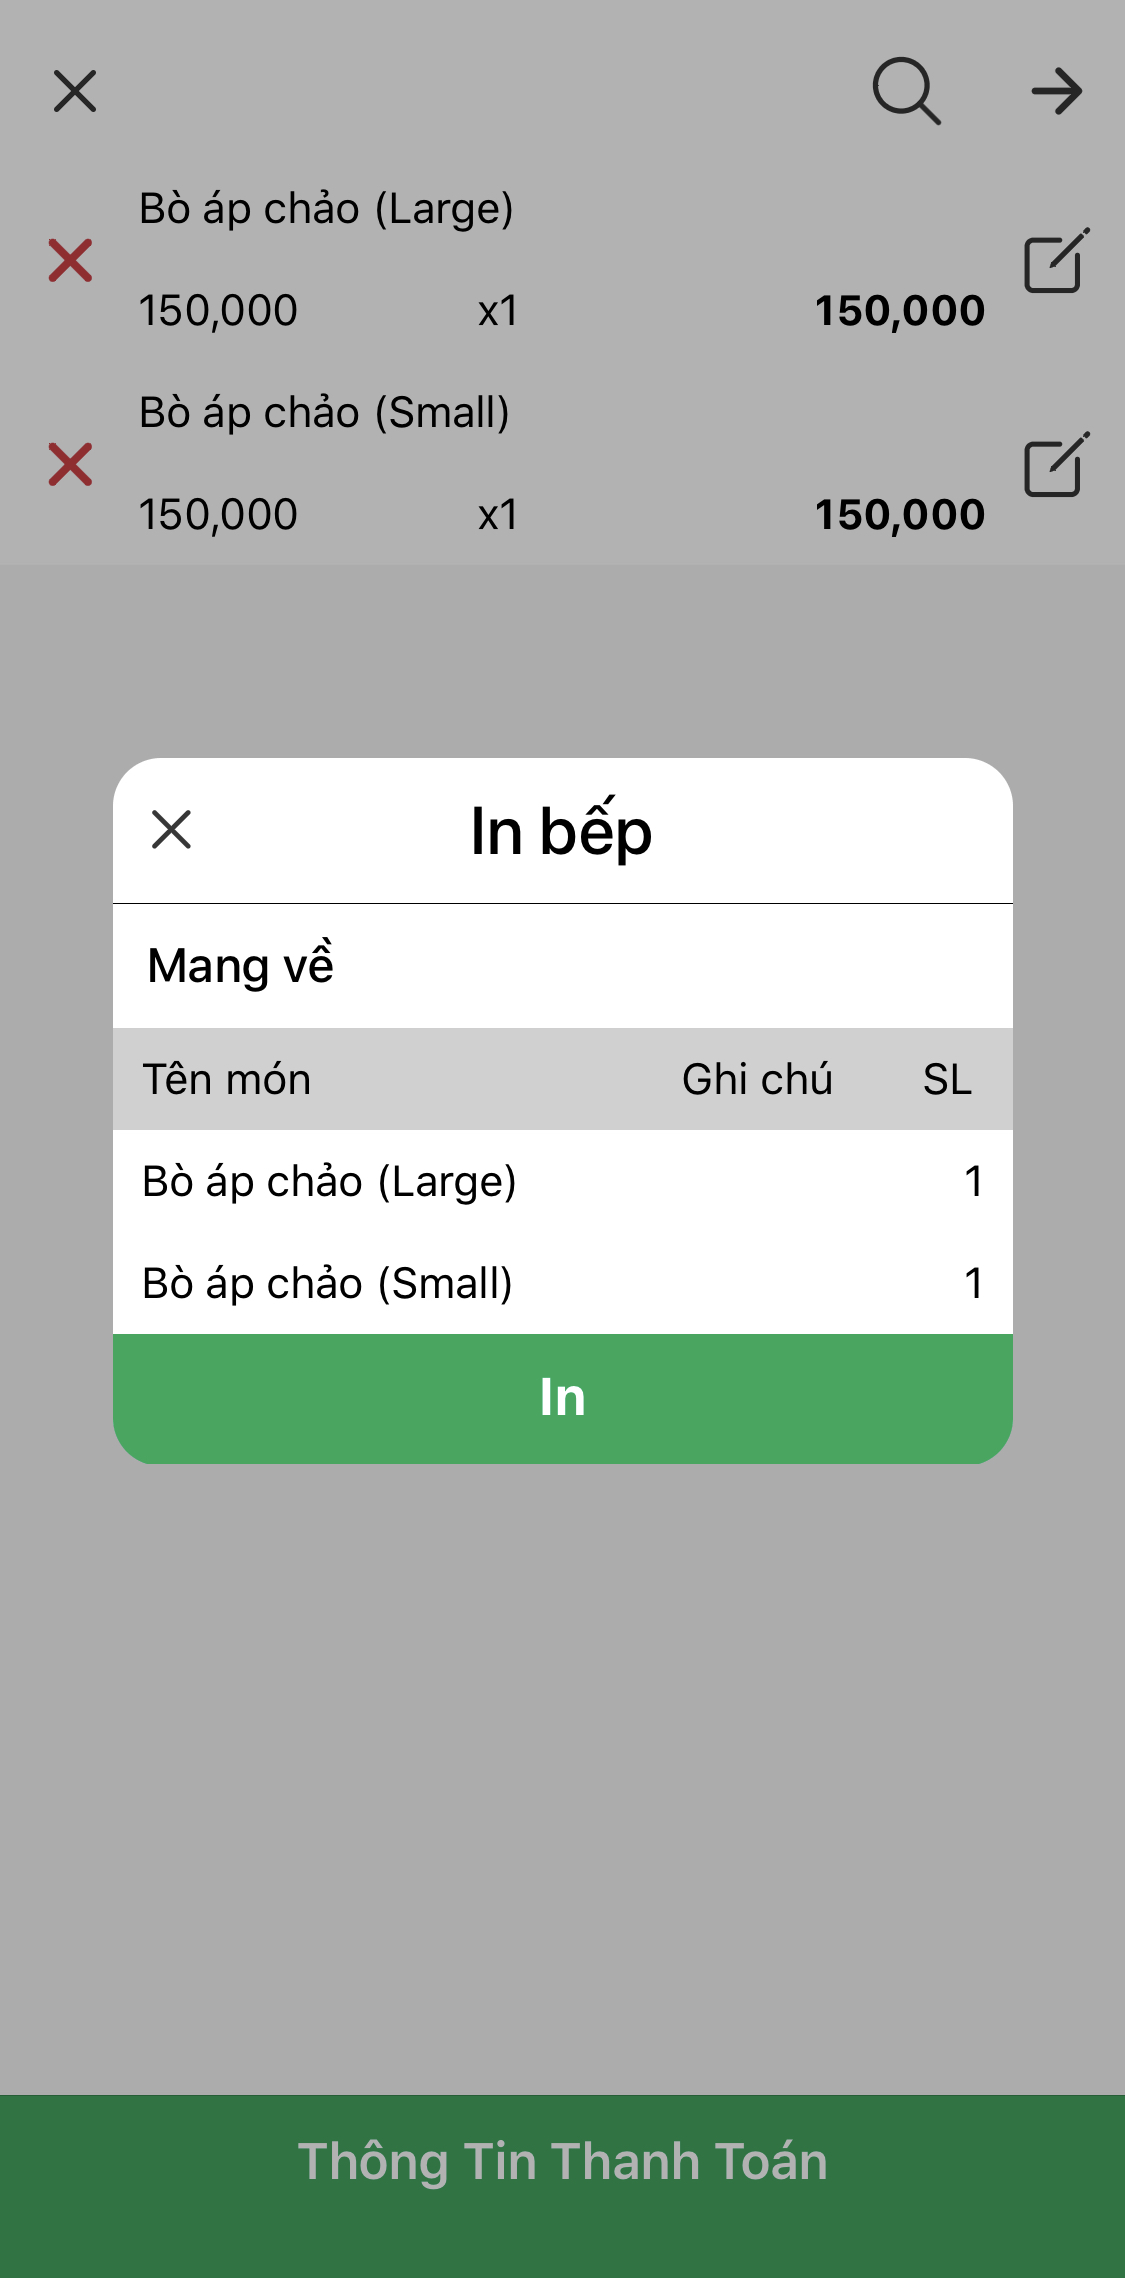 Bò áp chảo (Large)
150,000 x1 150,000
Bò áp chảo (Small)
150,000 x1 150,000
In bếp
Mang về
Tên món Ghi chú SL
Bò áp chảo (Large) 1
Bò áp chảo (Small) 1
In
Thông Tin Thanh Toán